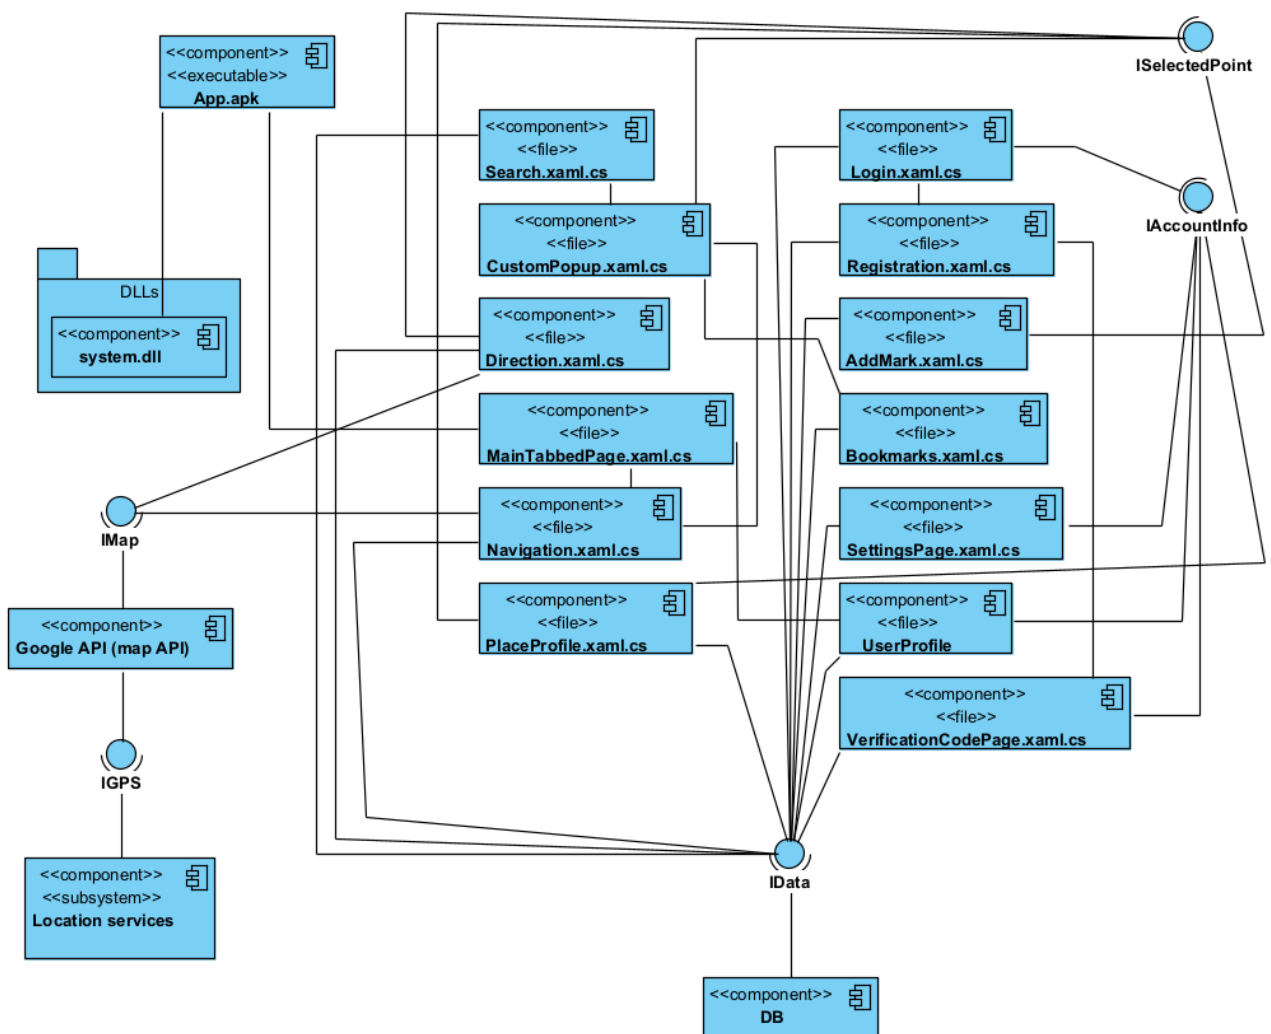 <<component>>
<<executable>>
App.apk
ISelectedPoint
<<component>>
<<file>>
Search.xaml.cs
<<component>>
<<file>>
Login.xaml.cs
IAccountInfo
<<component>>
<<file>>
CustomPopup.xaml.cs
<<component>>
<<file>>
Registration.xaml.cs
DLLs
<<component>>
system.dll
<<component>>
<<file>>
Direction.xaml.cs
<<component>>
<<file>>
AddMark.xaml.cs
<<component>>
<<file>>
MainTabbedPage.xaml.cs
<<component>>
<<file>>
Bookmarks.xaml.cs
IMap
<<component>>
<<file>>
Navigation.xaml.cs
<<component>>
<<file>>
SettingsPage.xaml.cs
<<component>>
Google API (map API)
<<component>>
<<file>>
PlaceProfile.xaml.cs
<<component>>
<<file>>
UserProfile
<<component>>
<<file>>
VerificationCodePage.xaml.cs
IGPS
<<component>>
<<subsystem>>
Location services
IData
<<component>>
DB